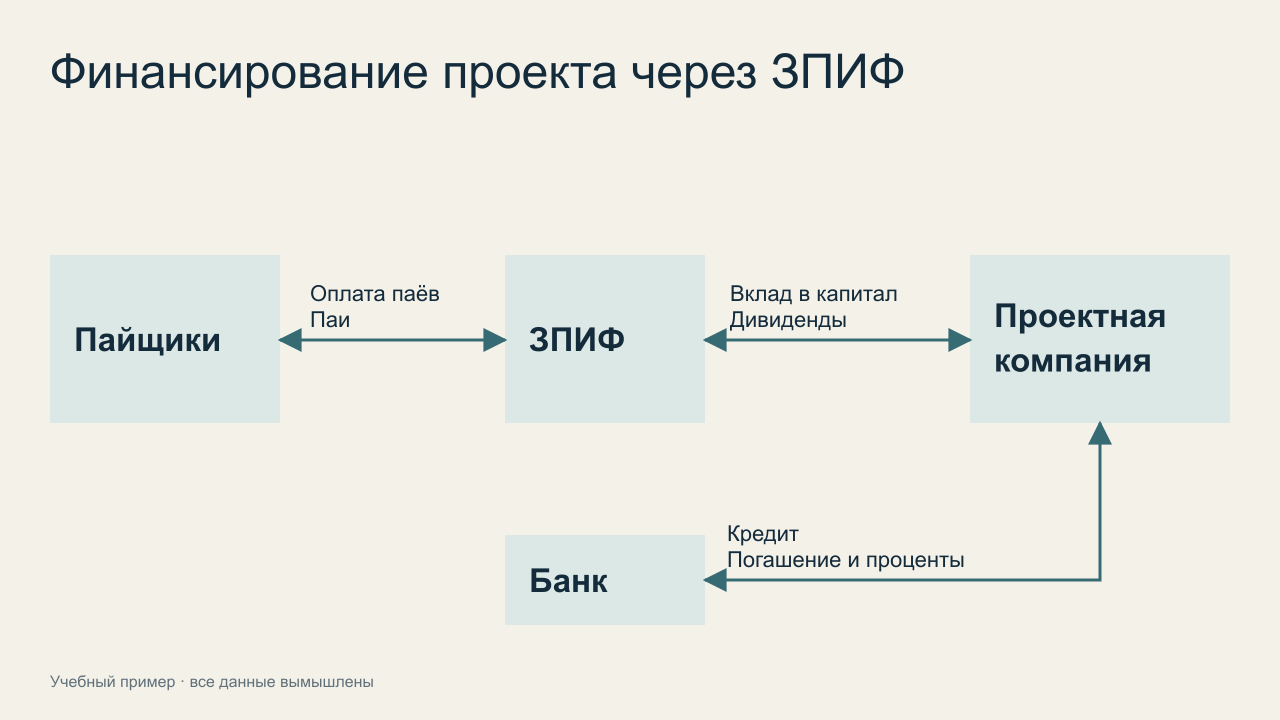 Финансирование проекта через ЗПИФ
Оплата паёв
Паи
Вклад в капитал
Дивиденды
Пайщики
ЗПИФ
Проектная
компания
Кредит
Погашение и проценты
Банк
Учебный пример · все данные вымышлены